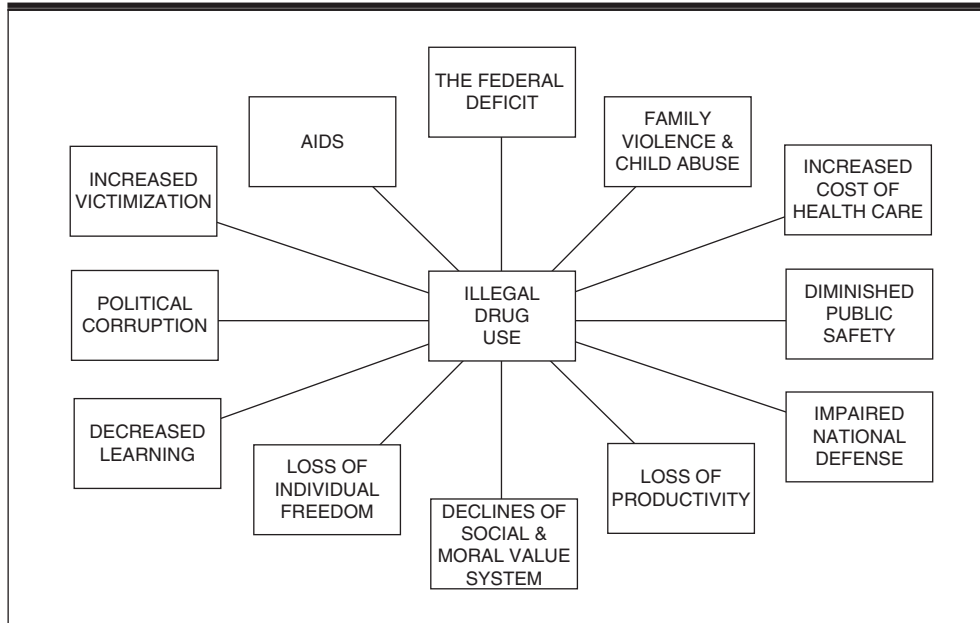 THE FEDERAL
DEFICIT
AIDS
FAMILY
VIOLENCE &
CHILD ABUSE
INCREASED
VICTIMIZATION
INCREASED
COST OF
HEALTH CARE
POLITICAL
CORRUPTION
ILLEGAL
DRUG
USE
DIMINISHED
PUBLIC
SAFETY
DECREASED
LEARNING
LOSS OF
INDIVIDUAL
FREEDOM
DECLINES OF
SOCIAL &
MORAL VALUE
SYSTEM
LOSS OF
PRODUCTIVITY
IMPAIRED
NATIONAL
DEFENSE